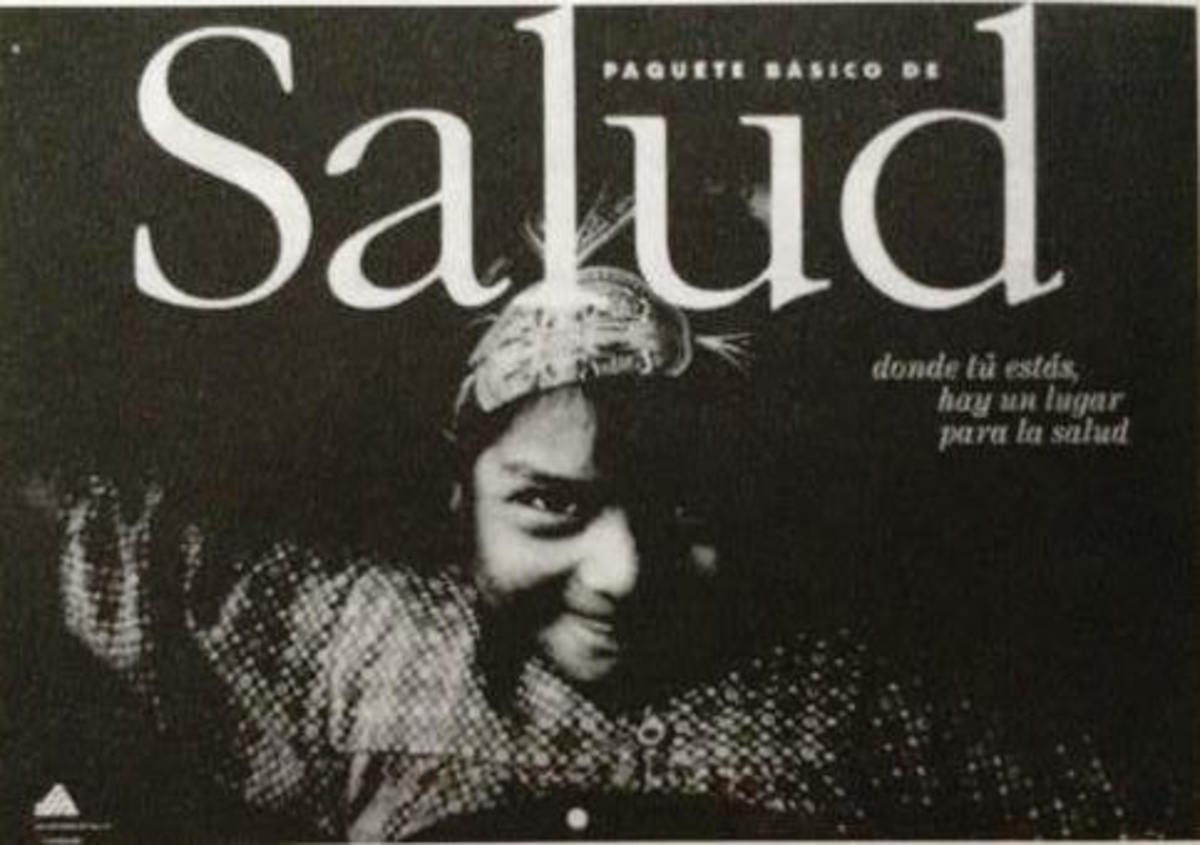 PAQUETE BÁSICO DE
Salud
donde tú estás,
hay un lugar
para la salud